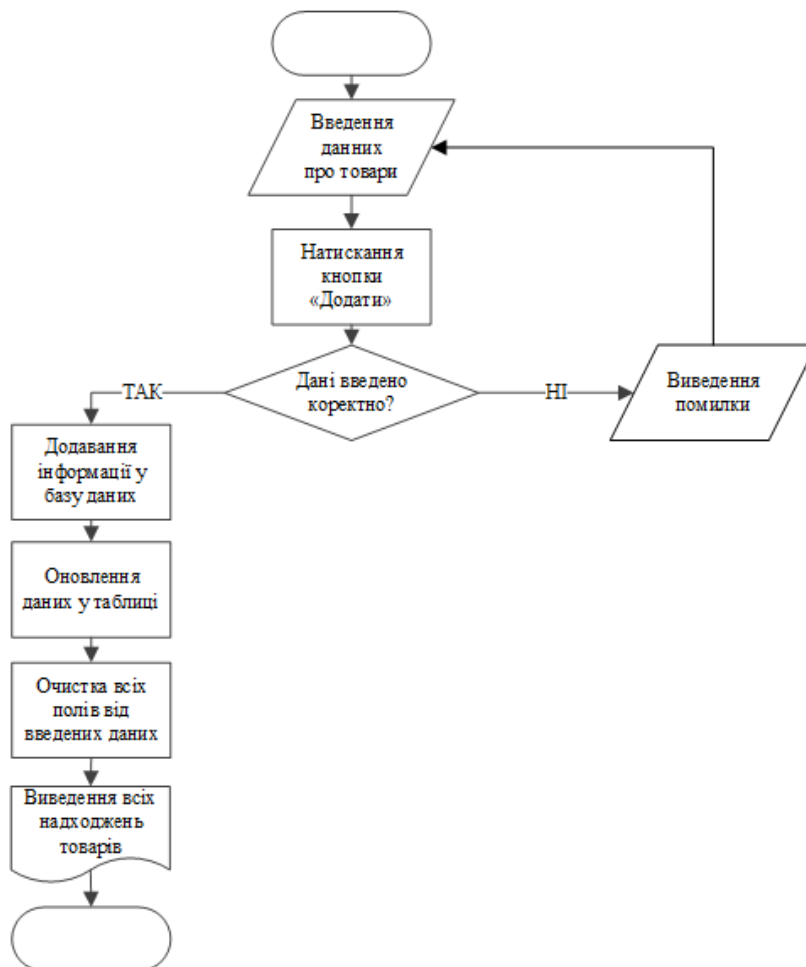 Введення
данних
про товари
Натискання
кнопки
«Додати»
Дані введено
коректно?
ТАК
НІ
Виведення
помилки
Додавання
інформації у
базу даних
Оновлення
даних у таблиці
Очистка всіх
полів від
введених даних
Виведення всіх
надходжень
товарів